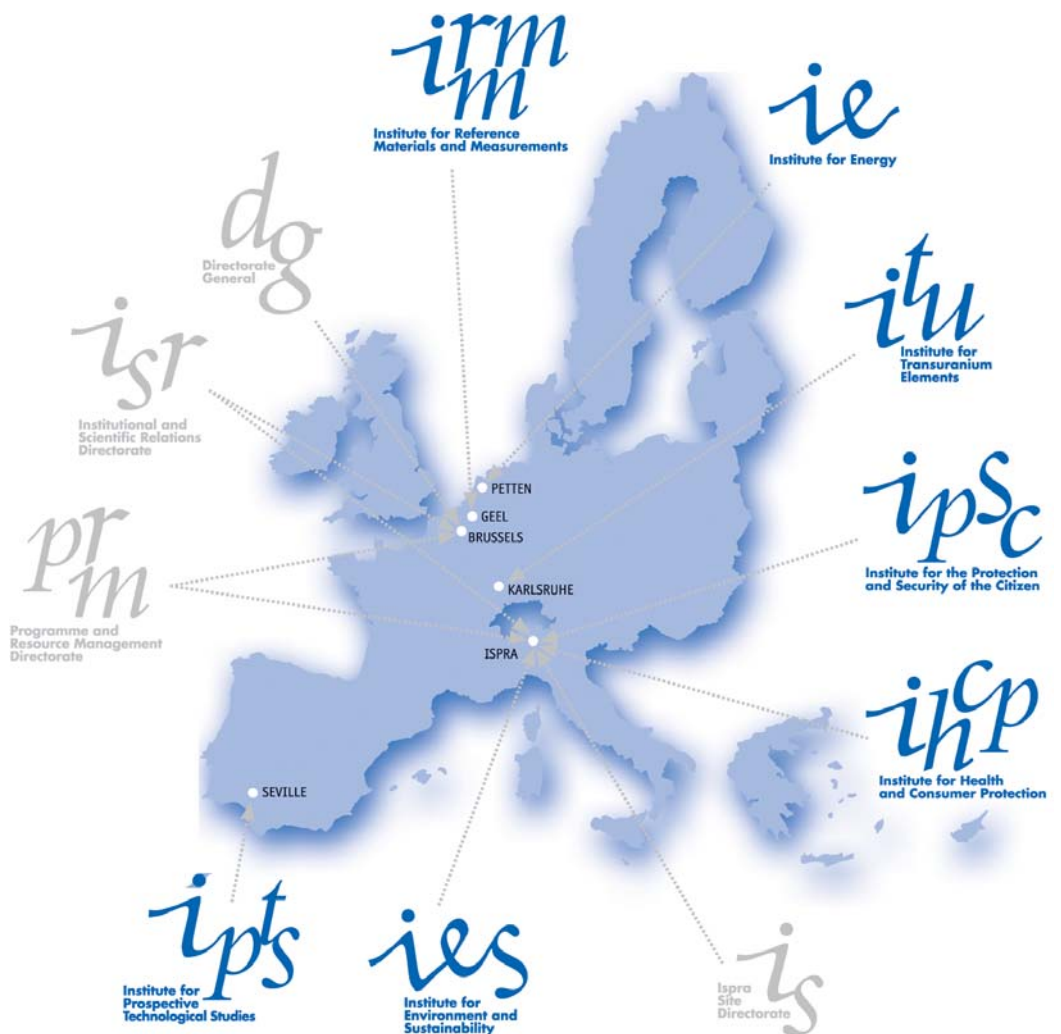 irmm
Institute for Reference
Materials and Measurements
ie
Institute for Energy
dg
Directorate
General
itu
Institute for
Transuranium
Elements
isr
Institutional and
Scientific Relations
Directorate
PETTEN
GEEL
BRUSSELS
ipsc
Institute for the Protection
and Security of the Citizen
prm
Programme and
Resource Management
Directorate
KARLSRUHE
ISPRA
ihcp
Institute for Health
and Consumer Protection
SEVILLE
ipts
Institute for
Prospective
Technological Studies
ies
Institute for
Environment and
Sustainability
is
Ispra
Site
Directorate